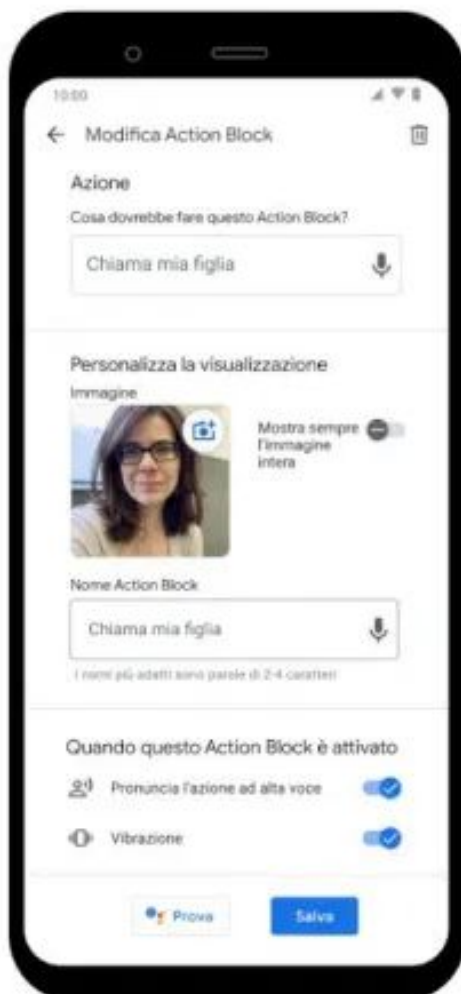 10:00
Modifica Action Block
Azione
Cosa dovrebbe fare questo Action Block?
Chiama mia figlia
Personalizza la visualizzazione
Immagine
Mostra sempre
l'immagine
intera
Nome Action Block
Chiama mia figlia
I nomi più adatti sono parole di 2-4 caratteri
Quando questo Action Block è attivato
Pronuncia l'azione ad alta voce
Vibrazione
Prova
Salva